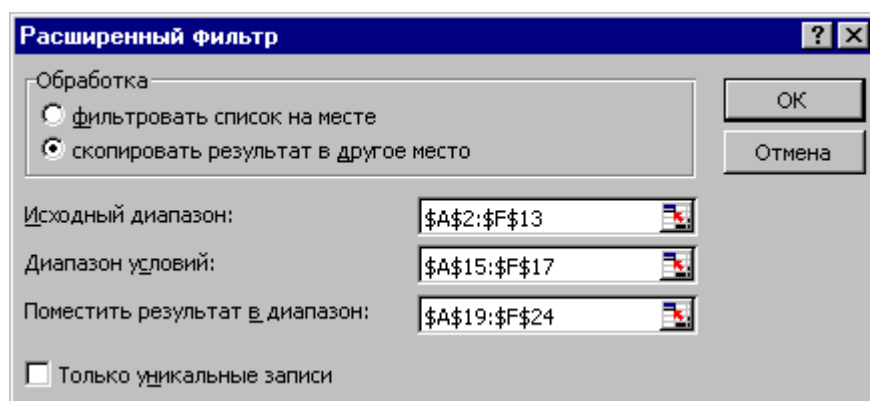 Расширенный фильтр
Обработка
фильтровать список на месте
скопировать результат в другое место
ОК
Отмена
Исходный диапазон:
$A$2:$F$13
Диапазон условий:
$A$15:$F$17
Поместить результат в диапазон:
$A$19:$F$24
Только уникальные записи